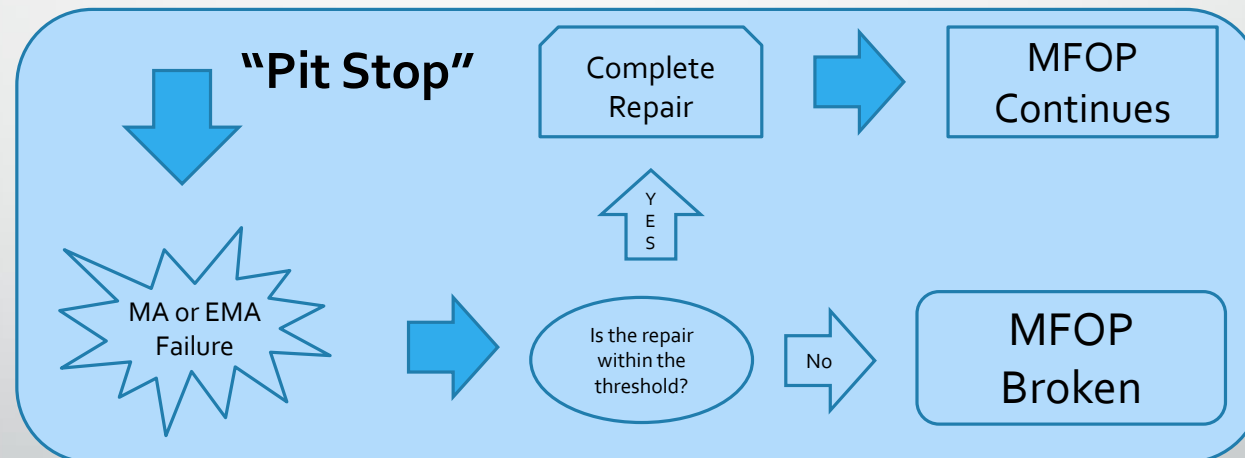 “Pit Stop”
Complete
Repair
MFOP
Continues
YES
MA or EMA
Failure
Is the repair
within the
threshold?
No
MFOP
Broken